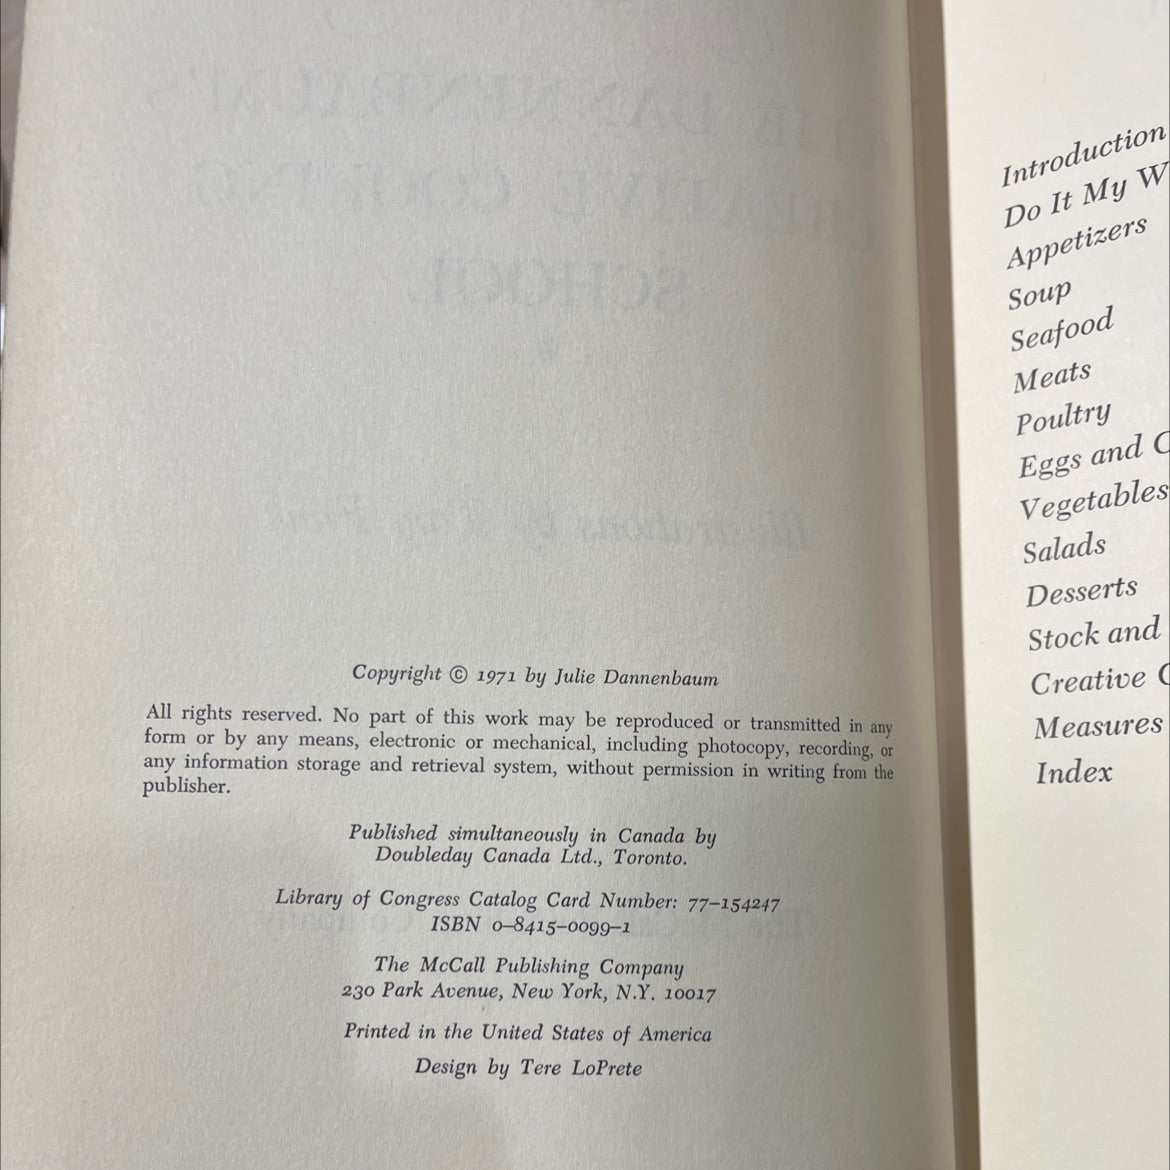 Copyright © 1971 by Julie Dannenbaum
All rights reserved. No part of this work may be reproduced or transmitted in any
form or by any means, electronic or mechanical, including photocopy, recording, or
any information storage and retrieval system, without permission in writing from the
publisher.
Published simultaneously in Canada by
Doubleday Canada Ltd., Toronto.
Library of Congress Catalog Card Number: 77–154247
ISBN 0–8415–0099–1
The McCall Publishing Company
230 Park Avenue, New York, N.Y. 10017
Printed in the United States of America
Design by Tere LoPrete
Introduction
Do It My W
Appetizers
Soup
Seafood
Meats
Poultry
Eggs and C
Vegetables
Salads
Desserts
Stock and
Creative C
Measures
Index